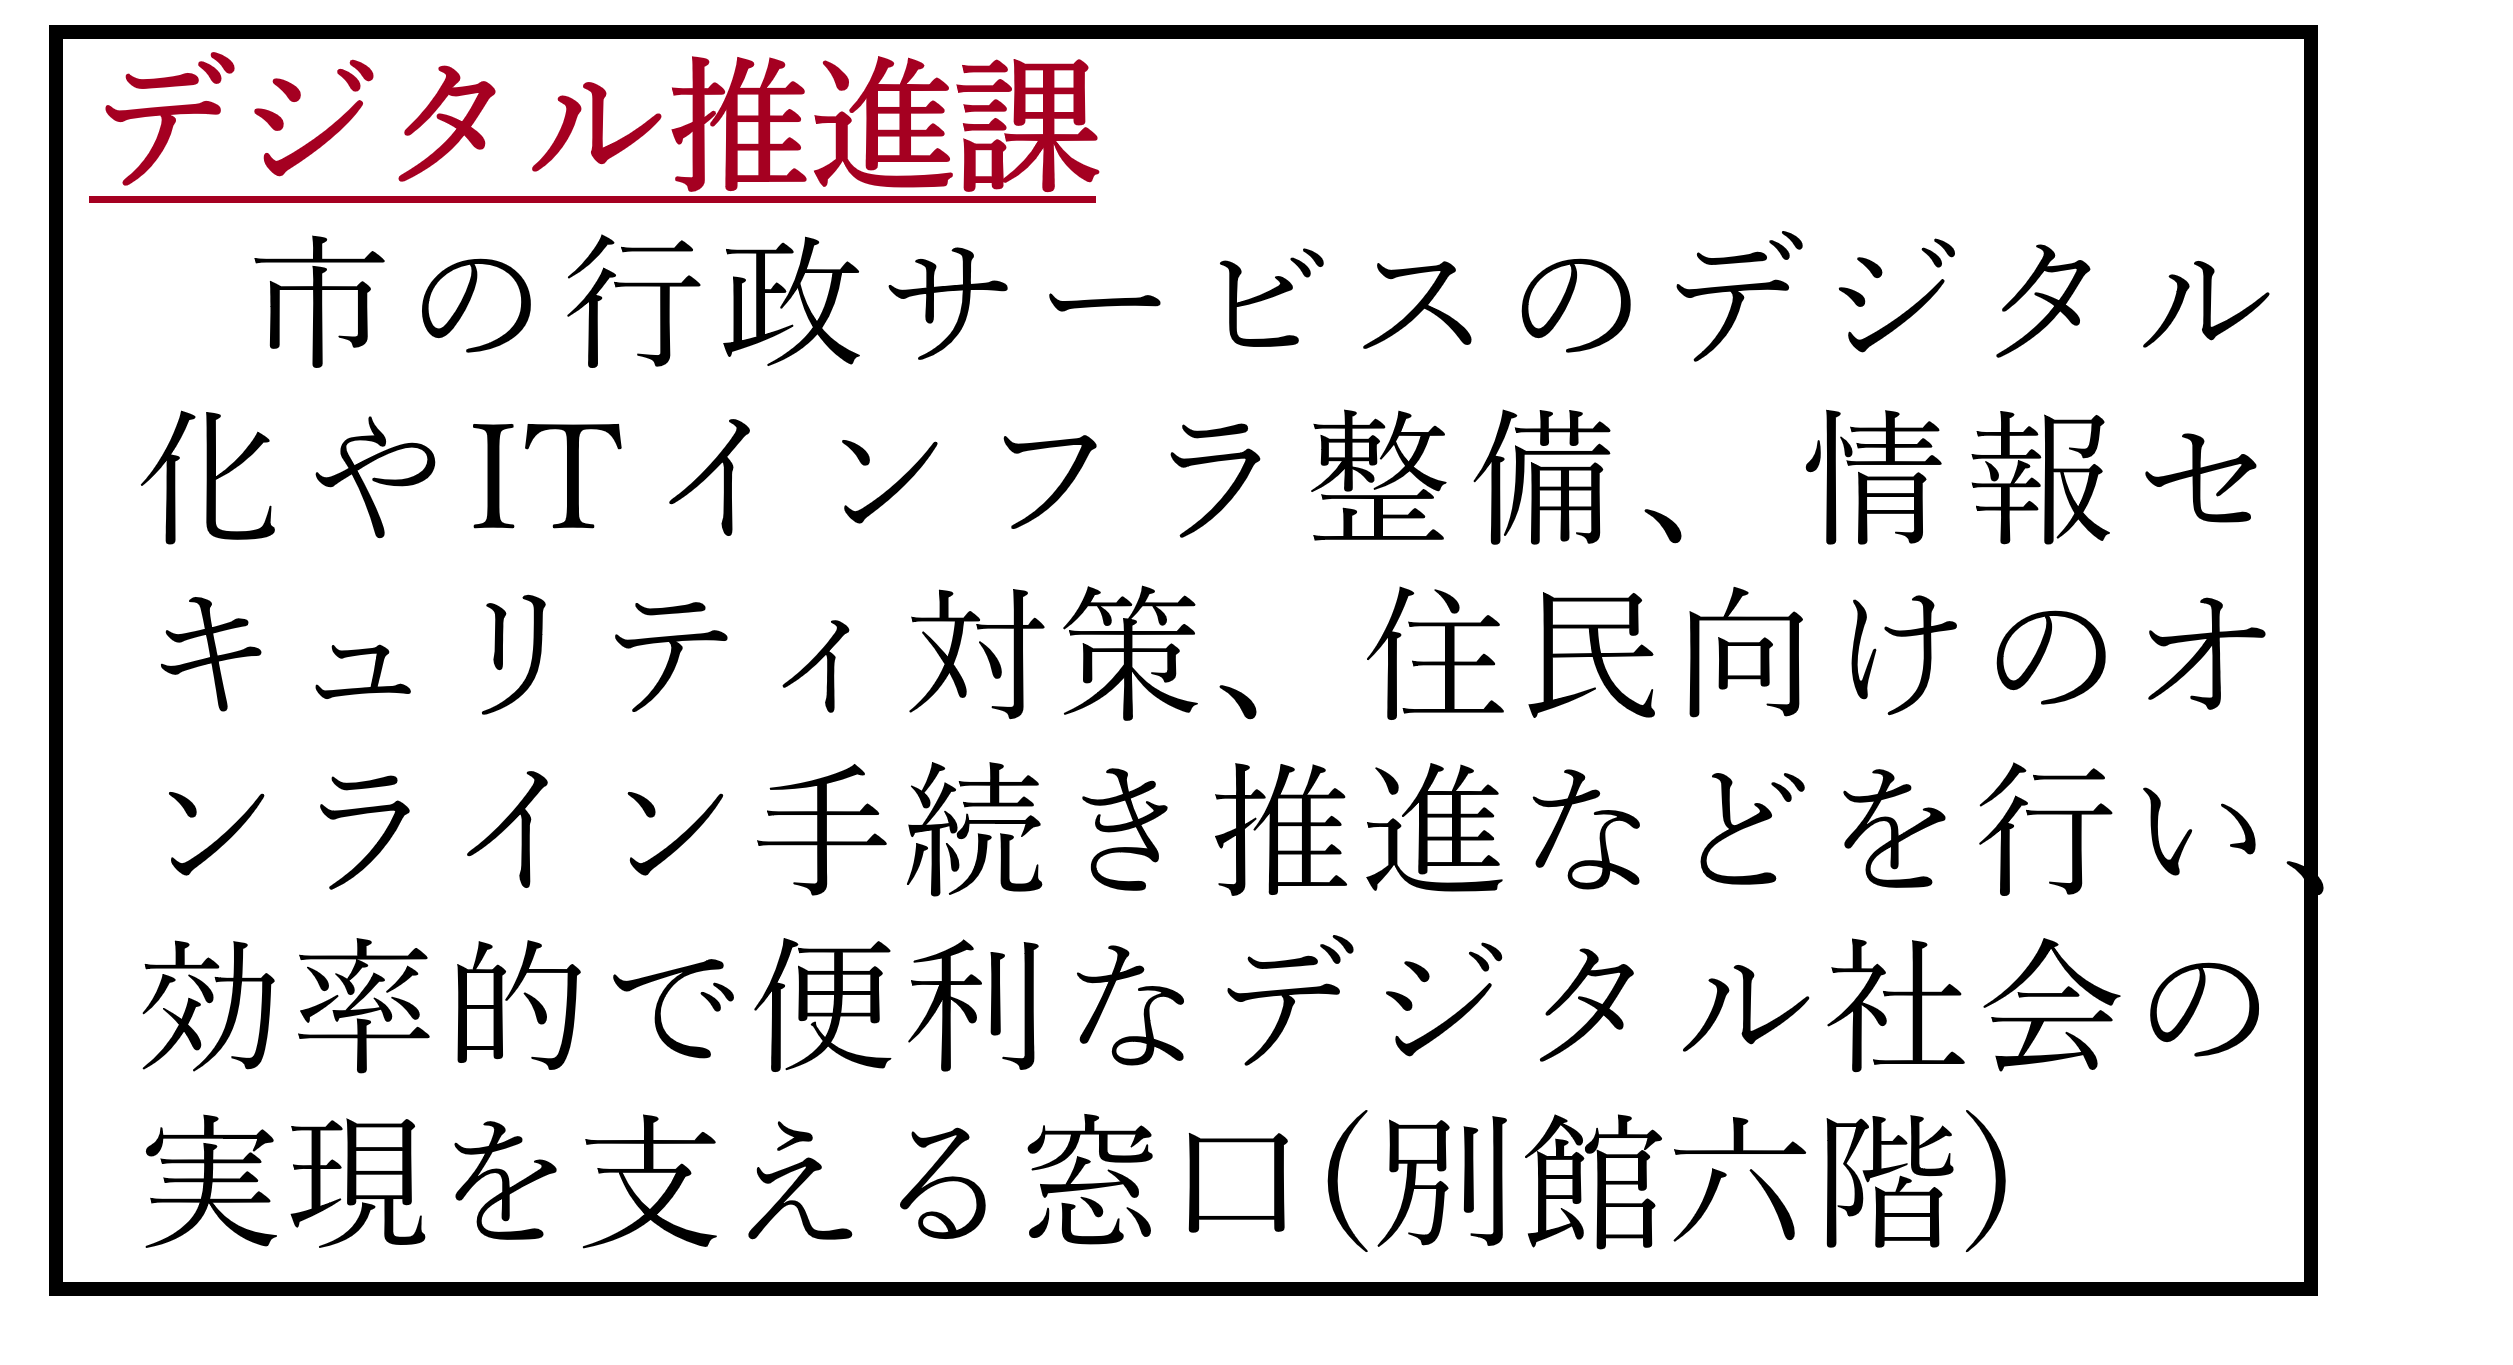 デジタル推進課
市の行政サービスのデジタル
化やITインフラ整備、情報セ
キュリティ対策、住民向けのオ
ンライン手続き推進などを行い、
効率的で便利なデジタル社会の
実現を支える窓口(別館六階)